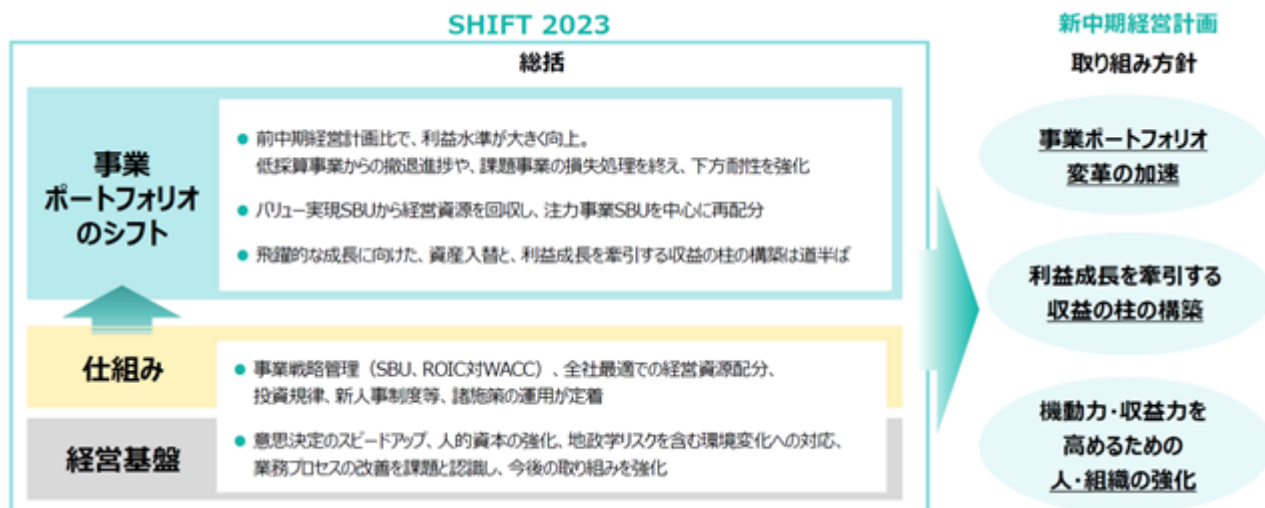 SHIFT 2023
総括
事業
ポートフォリオ
のシフト
● 前中期経営計画比で、利益水準が大きく向上。
低採算事業からの撤退進捗や、課題事業の損失処理を終え、下方耐性を強化
● バリュー実現SBUから経営資源を回収し、注力事業SBUを中心に再配分
● 飛躍的な成長に向けた、資産入替と、利益成長を牽引する収益の柱の構築は道半ば
仕組み
● 事業戦略管理（SBU、ROIC対WACC）、全社最適での経営資源配分、
投資規律、新人事制度等、諸施策の運用が定着
経営基盤
● 意思決定のスピードアップ、人的資本の強化、地政学リスクを含む環境変化への対応、
業務プロセスの改善を課題と認識し、今後の取り組みを強化
新中期経営計画
取り組み方針
事業ポートフォリオ
変革の加速
利益成長を牽引する
収益の柱の構築
機動力・収益力を
高めるための
人・組織の強化